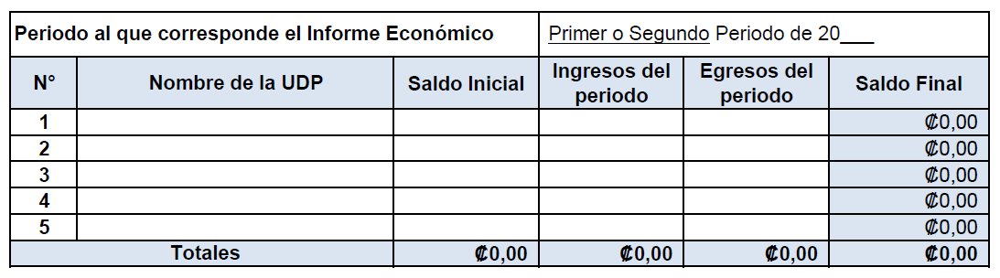 Periodo al que corresponde el Informe Económico Primer o Segundo Periodo de 20___
N° Nombre de la UDP Saldo Inicial Ingresos del periodo Egresos del periodo Saldo Final
1 ₡0,00
2 ₡0,00
3 ₡0,00
4 ₡0,00
5 ₡0,00
Totales ₡0,00 ₡0,00 ₡0,00 ₡0,00